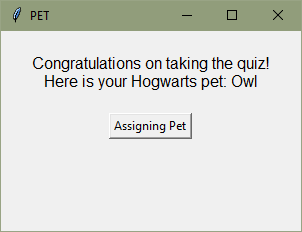 PET
Congratulations on taking the quiz!
Here is your Hogwarts pet: Owl
Assigning Pet